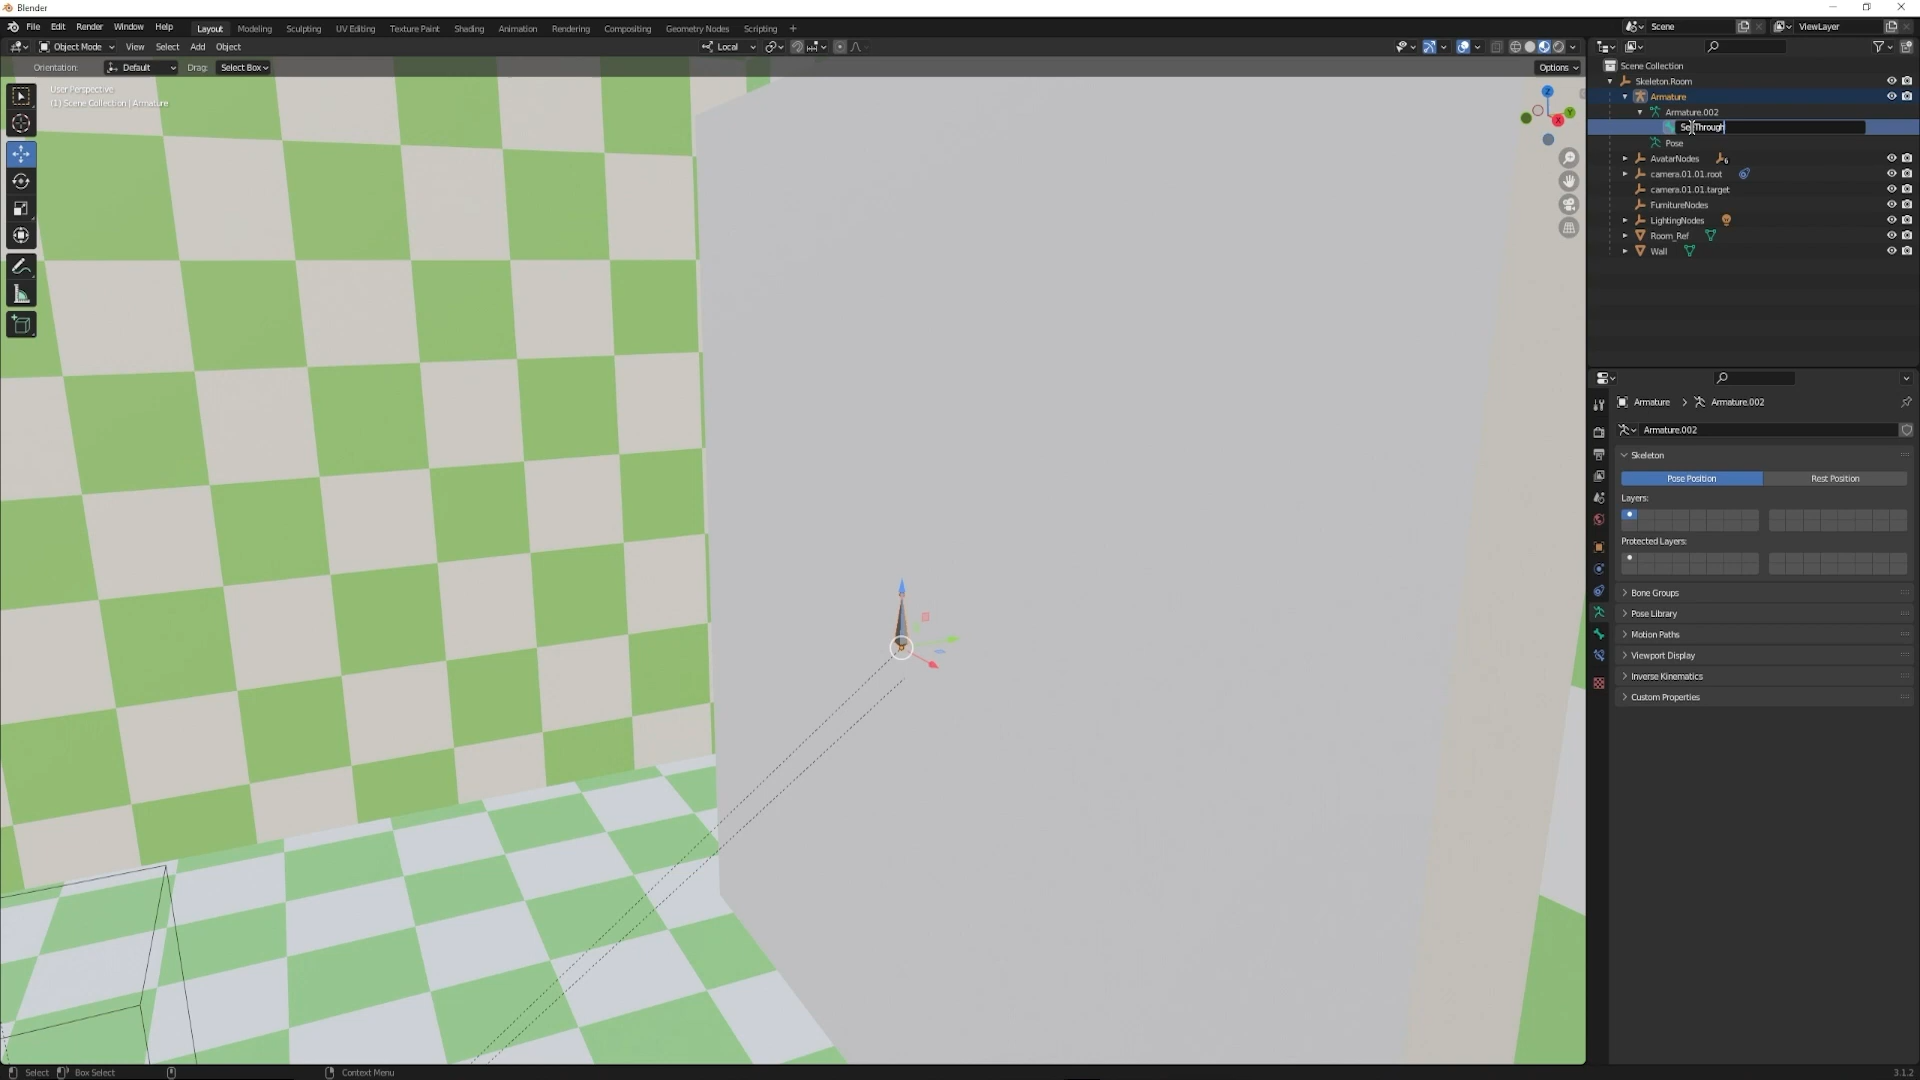 Blender
File Edit Render Window Help Layout Modeling Sculpting UV Editing Texture Paint Shading Animation Rendering Compositing Geometry Nodes Scripting +
Scene ViewLayer
Object Mode View Select Add Object Local
Orientation: Default Drag: Select Box Options
User Perspective
(1) Scene Collection | Armature
Z
Y
X
Scene Collection
Skeleton.Room
Armature
Armature.002
Pose
AvatarNodes 6
camera.01.01.root
camera.01.01.target
FurnitureNodes
LightingNodes
Room_Ref
Wall
Armature > Armature.002
Armature.002
Skeleton
Pose Position Rest Position
Layers:
Protected Layers:
Bone Groups
Pose Library
Motion Paths
Viewport Display
Inverse Kinematics
Custom Properties
Select Box Select Context Menu 3.1.2